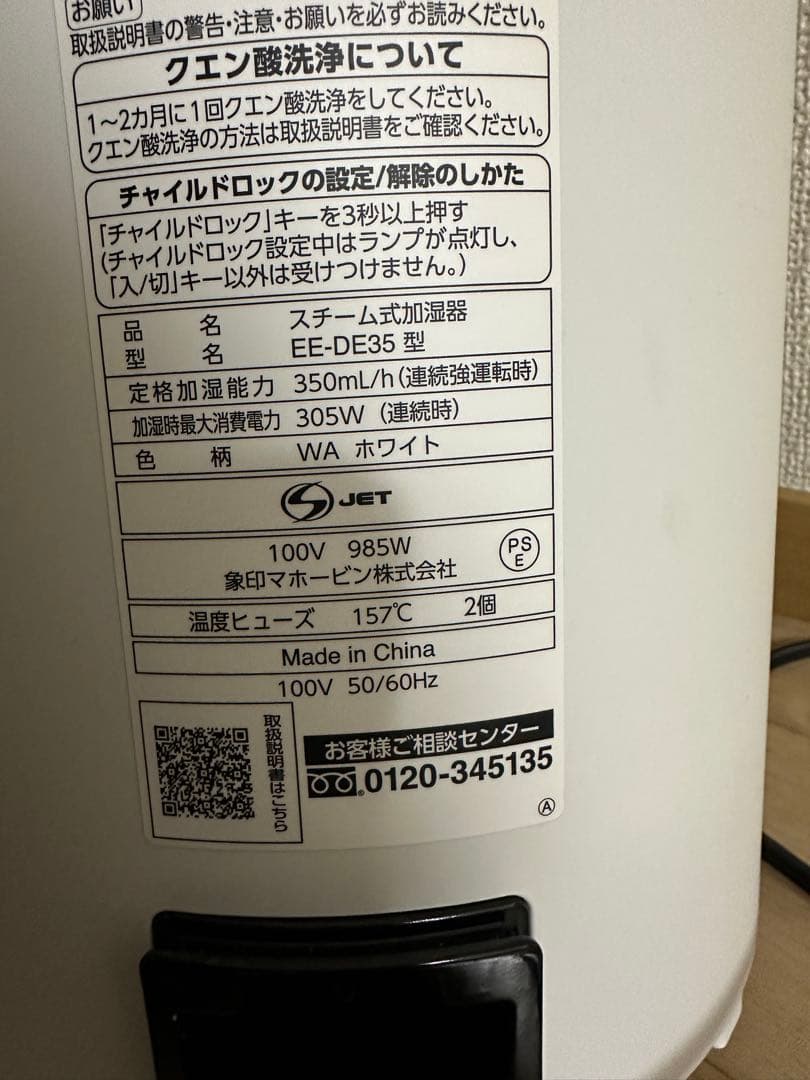 お願い
取扱説明書の警告・注意・お願いを必ずお読みください。
クエン酸洗浄について
1～2カ月に1回クエン酸洗浄をしてください。
クエン酸洗浄の方法は取扱説明書をご確認ください。
チャイルドロックの設定/解除のしかた
「チャイルドロック」キーを3秒以上押す
(チャイルドロック設定中はランプが点灯し、
「入/切」キー以外は受けつけません。)
品名 スチーム式加湿器
型名 EE-DE35 型
定格加湿能力 350mL/h(連続強運転時)
加湿時最大消費電力 305W (連続時)
色柄 WA ホワイト
JET
100V 985W
象印マホービン株式会社
PS
E
温度ヒューズ 157℃ 2個
Made in China
100V 50/60Hz
取扱説明書はこちら
お客様ご相談センター
0120-345135
Ⓐ